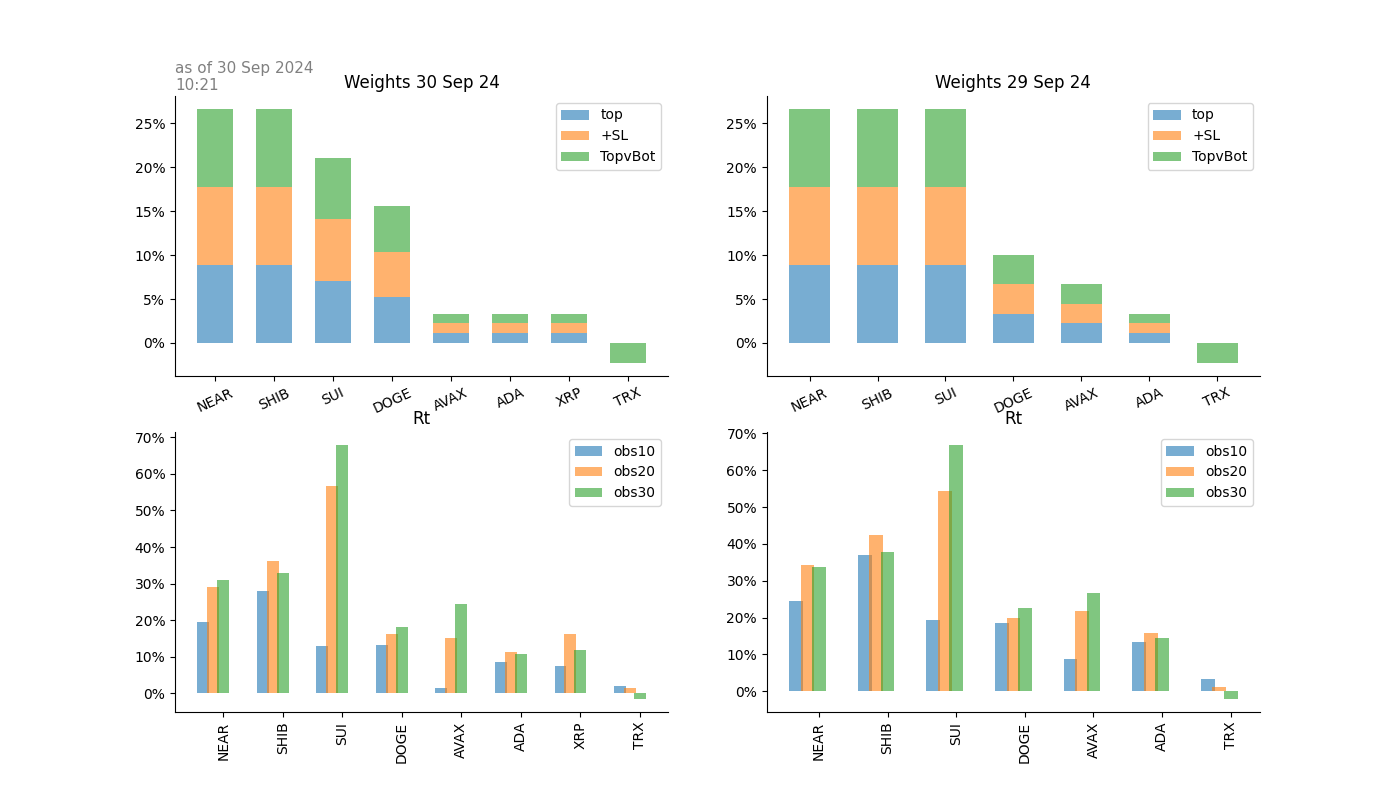 as of 30 Sep 2024
10:21
Weights 30 Sep 24
25%
20%
15%
10%
5%
0%
top
+SL
TopvBot
NEAR SHIB SUI DOGE AVAX ADA XRP TRX
Weights 29 Sep 24
25%
20%
15%
10%
5%
0%
top
+SL
TopvBot
NEAR SHIB SUI DOGE AVAX ADA TRX
Rt
70%
60%
50%
40%
30%
20%
10%
0%
obs10
obs20
obs30
NEAR SHIB SUI DOGE AVAX ADA XRP TRX
Rt
70%
60%
50%
40%
30%
20%
10%
0%
obs10
obs20
obs30
NEAR SHIB SUI DOGE AVAX ADA TRX